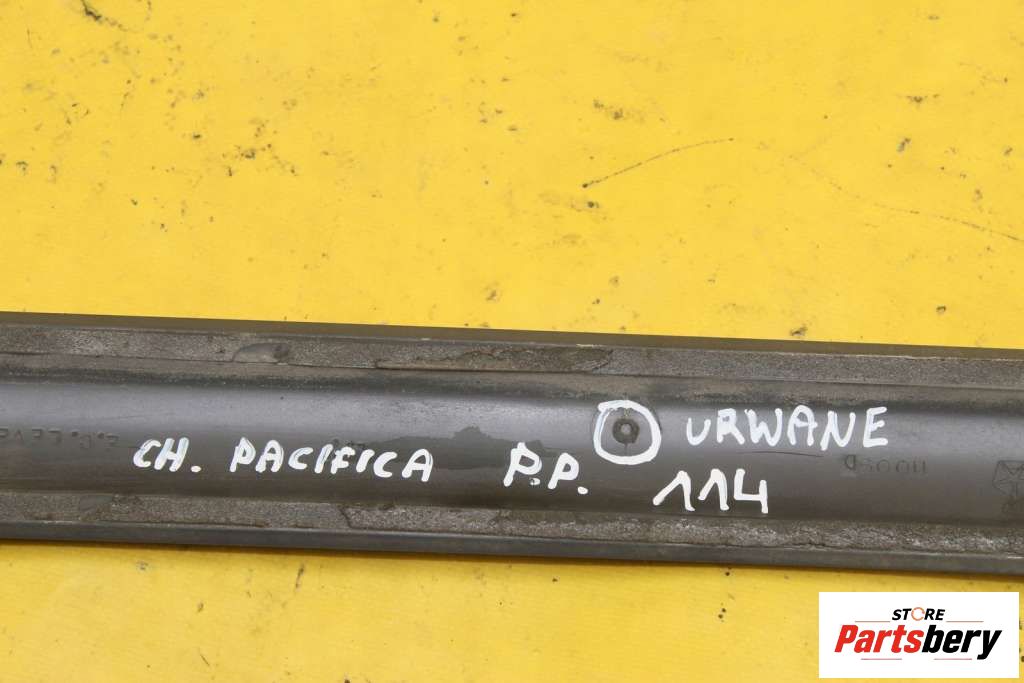 URWANE
CH. PACIFICA P.P. 114
STORE
Partsbery